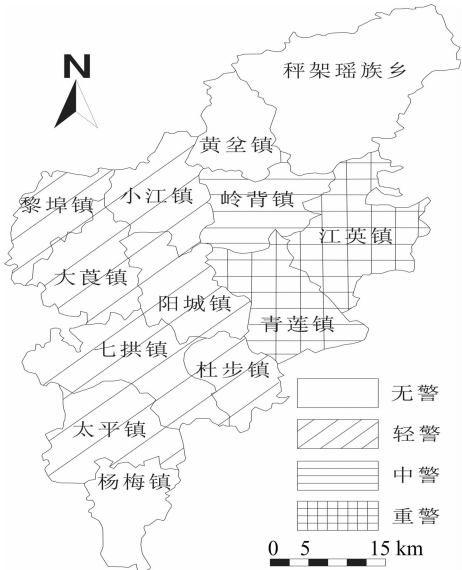 N
秤架瑶族乡
黄坌镇
小江镇
岭背镇
黎埠镇
江英镇
大莨镇
阳城镇
青莲镇
七拱镇
杜步镇
太平镇
杨梅镇
无警
轻警
中警
重警
0 5 15 km